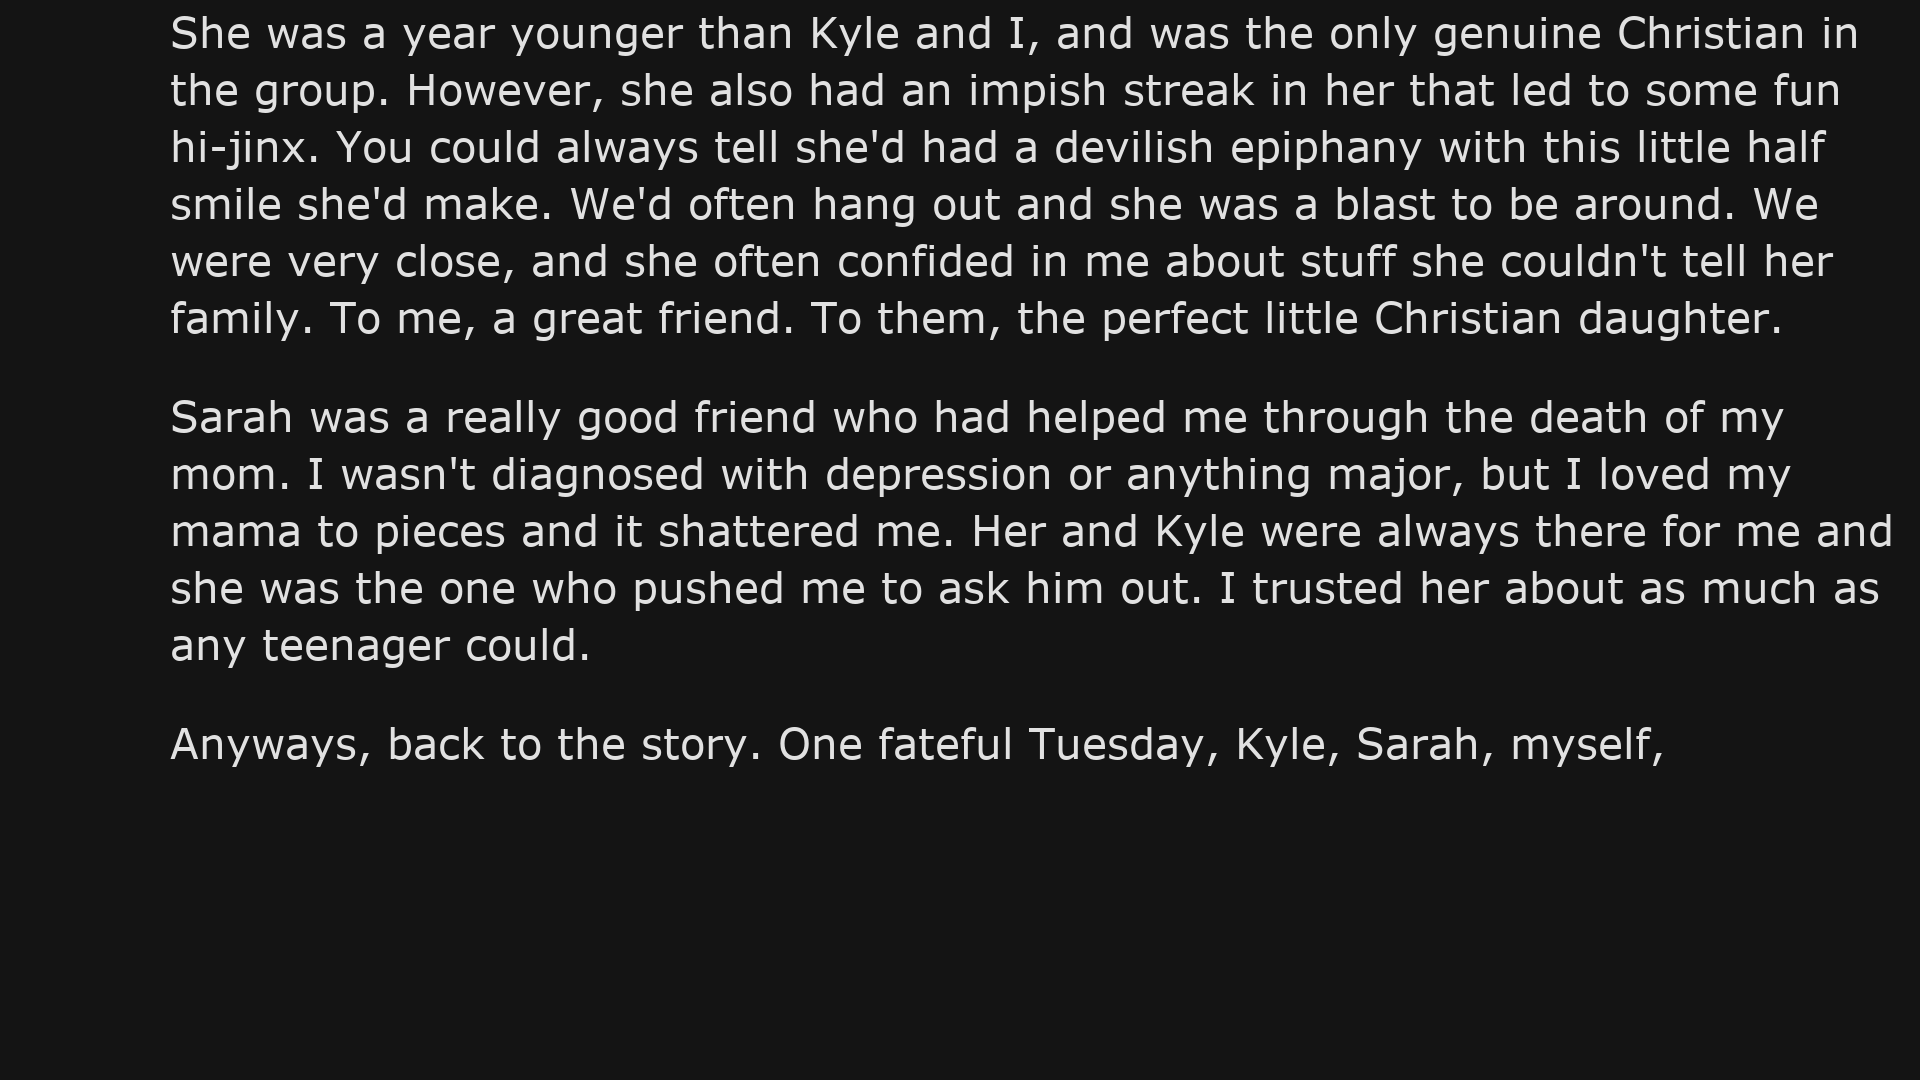 She was a year younger than Kyle and I, and was the only genuine Christian in
the group. However, she also had an impish streak in her that led to some fun
hi-jinx. You could always tell she'd had a devilish epiphany with this little half
smile she'd make. We'd often hang out and she was a blast to be around. We
were very close, and she often confided in me about stuff she couldn't tell her
family. To me, a great friend. To them, the perfect little Christian daughter.
Sarah was a really good friend who had helped me through the death of my
mom. I wasn't diagnosed with depression or anything major, but I loved my
mama to pieces and it shattered me. Her and Kyle were always there for me and
she was the one who pushed me to ask him out. I trusted her about as much as
any teenager could.
Anyways, back to the story. One fateful Tuesday, Kyle, Sarah, myself,